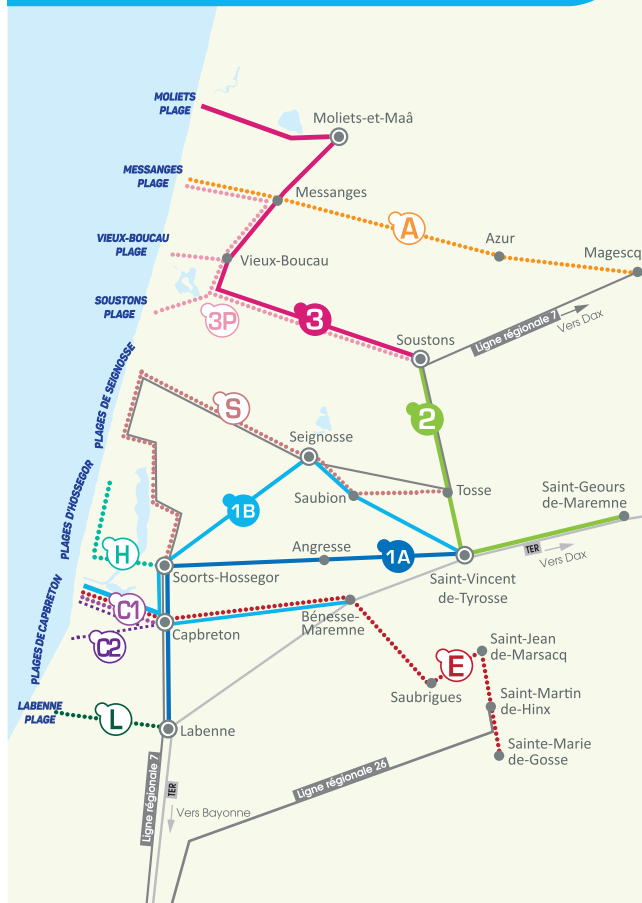 MOLIETS
PLAGE
Moliets-et-Maâ
MESSANGES
PLAGE
Messanges
A
Azur
Magescq
VIEUX-BOUCAU
PLAGE
Vieux-Boucau
SOUSTONS
PLAGE
3P
3
Soustons
Ligne régionale 7
Vers Dax
PLAGES DE SEIGNOSSE
S
2
Seignosse
Saubion
Tosse
1B
Saint-Geours
de-Maremne
PLAGES D'HOSSEGOR
H
Angresse
1A
TER
Vers Dax
Soorts-Hossegor
Saint-Vincent
de-Tyrosse
PLAGES DE CAPBRETON
C1
C2
Capbreton
Bénesse-
Maremne
E
Saint-Jean
de-Marsacq
Saubrigues
Saint-Martin
de-Hinx
LABENNE
PLAGE
L
Labenne
Sainte-Marie
de-Gosse
Ligne régionale 7
TER
Vers Bayonne
Ligne régionale 26